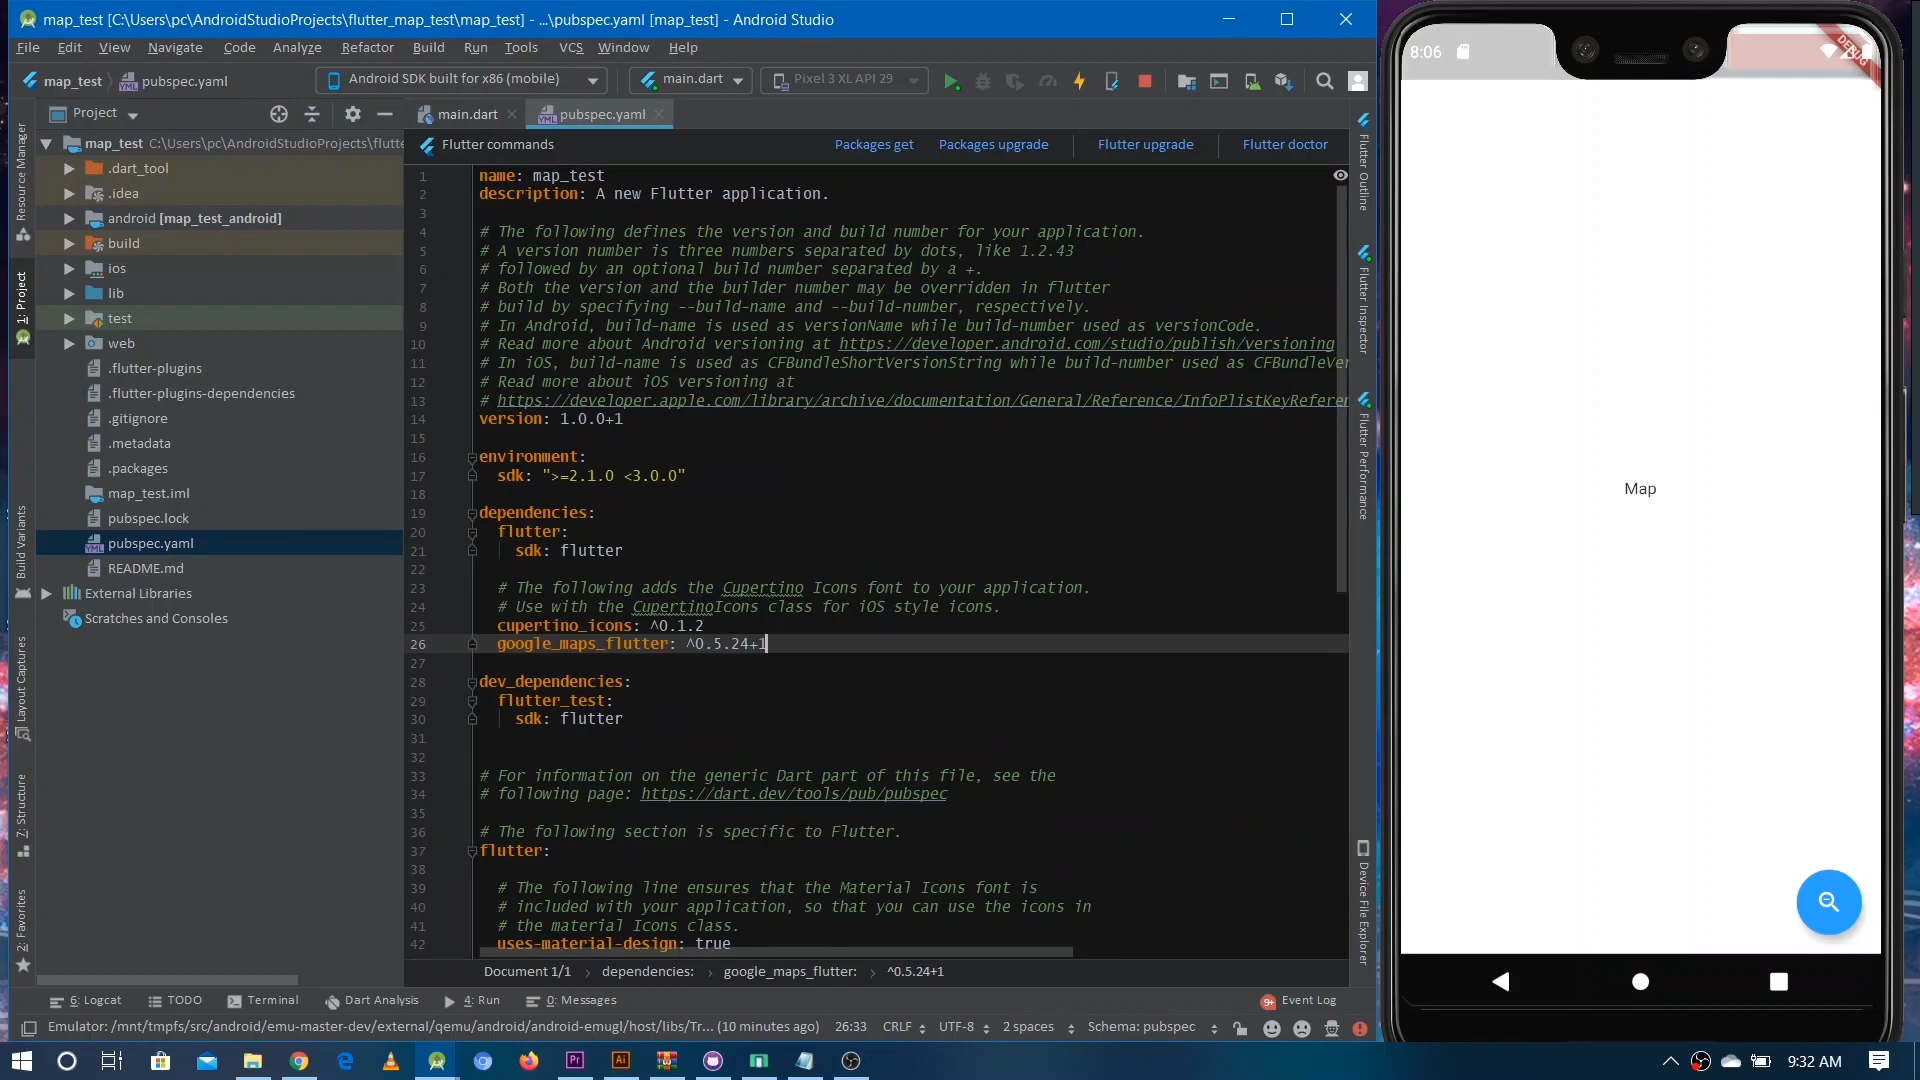 map_test [C:\Users\pc\AndroidStudioProjects\flutter_map_test\map_test] - ...\pubspec.yaml [map_test] - Android Studio
File Edit View Navigate Code Analyze Refactor Build Run Tools VCS Window Help
map_test pubspec.yaml Android SDK built for x86 (mobile) main.dart Pixel 3 XL API 29
Project
main.dart pubspec.yaml
Flutter commands Packages get Packages upgrade Flutter upgrade Flutter doctor
Resource Manager
1: Project
Build Variants
Layout Captures
7: Structure
2: Favorites
map_test C:\Users\pc\AndroidStudioProjects\flutte
.dart_tool
.idea
android [map_test_android]
build
ios
lib
test
web
.flutter-plugins
.flutter-plugins-dependencies
.gitignore
.metadata
.packages
map_test.iml
pubspec.lock
pubspec.yaml
README.md
External Libraries
Scratches and Consoles
1 name: map_test
2 description: A new Flutter application.
3
4 # The following defines the version and build number for your application.
5 # A version number is three numbers separated by dots, like 1.2.43
6 # followed by an optional build number separated by a +.
7 # Both the version and the builder number may be overridden in flutter
8 # build by specifying --build-name and --build-number, respectively.
9 # In Android, build-name is used as versionName while build-number used as versionCode.
10 # Read more about Android versioning at https://developer.android.com/studio/publish/versioning
11 # In iOS, build-name is used as CFBundleShortVersionString while build-number used as CFBundleVer
12 # Read more about iOS versioning at
13 # https://developer.apple.com/library/archive/documentation/General/Reference/InfoPlistKeyReferen
14 version: 1.0.0+1
15
16 environment:
17 sdk: ">=2.1.0 <3.0.0"
18
19 dependencies:
20 flutter:
21 sdk: flutter
22
23 # The following adds the Cupertino Icons font to your application.
24 # Use with the CupertinoIcons class for iOS style icons.
25 cupertino_icons: ^0.1.2
26 google_maps_flutter: ^0.5.24+1
27
28 dev_dependencies:
29 flutter_test:
30 sdk: flutter
31
32
33 # For information on the generic Dart part of this file, see the
34 # following page: https://dart.dev/tools/pub/pubspec
35
36 # The following section is specific to Flutter.
37 flutter:
38
39 # The following line ensures that the Material Icons font is
40 # included with your application, so that you can use the icons in
41 # the material Icons class.
42 uses-material-design: true
Document 1/1 dependencies: google_maps_flutter: ^0.5.24+1
Flutter Outline
Flutter Inspector
Flutter Performance
Device File Explorer
6: Logcat TODO Terminal Dart Analysis 4: Run 0: Messages 9+ Event Log
Emulator: /mnt/tmpfs/src/android/emu-master-dev/external/qemu/android/android-emugl/host/libs/Tr... (10 minutes ago) 26:33 CRLF UTF-8 2 spaces Schema: pubspec
8:06
DEBUG
Map
Pr Ai
9:32 AM